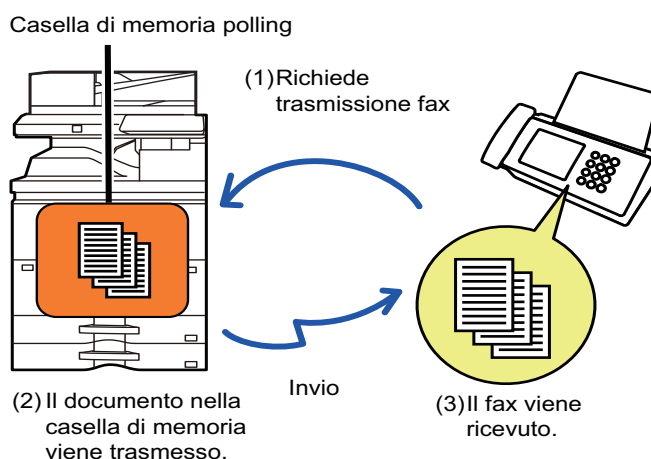 Casella di memoria polling
(1)Richiede
trasmissione fax
Invio
(2) Il documento nella
casella di memoria
viene trasmesso.
(3) Il fax viene
ricevuto.